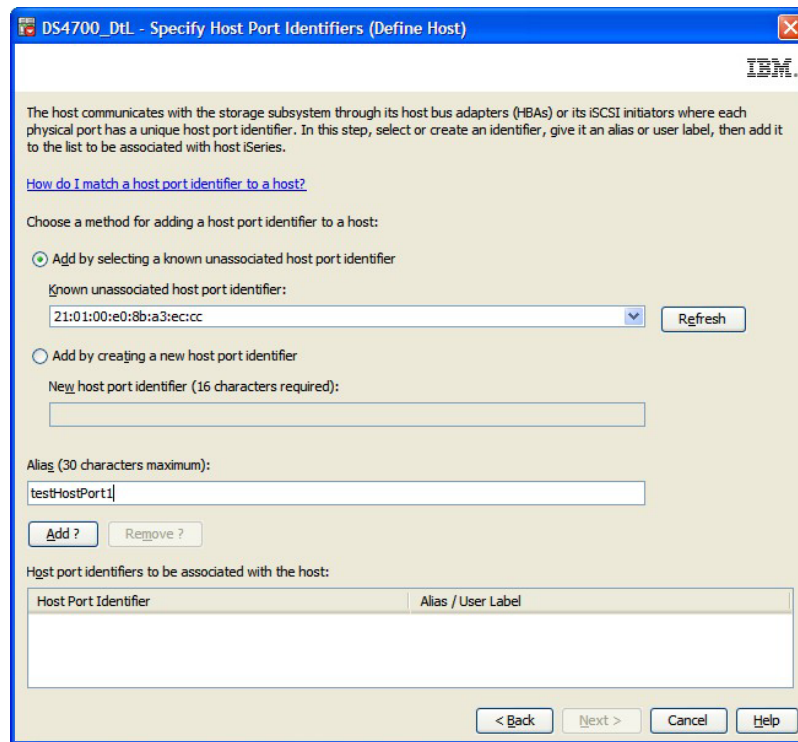 DS4700_DtL - Specify Host Port Identifiers (Define Host)
IBM.
The host communicates with the storage subsystem through its host bus adapters (HBAs) or its iSCSI initiators where each
physical port has a unique host port identifier. In this step, select or create an identifier, give it an alias or user label, then add it
to the list to be associated with host iSeries.
How do I match a host port identifier to a host?
Choose a method for adding a host port identifier to a host:
Add by selecting a known unassociated host port identifier
Known unassociated host port identifier:
21:01:00:e0:8b:a3:ec:cc
Refresh
Add by creating a new host port identifier
New host port identifier (16 characters required):
Alias (30 characters maximum):
testHostPort1
Add ? Remove ?
Host port identifiers to be associated with the host:
Host Port Identifier Alias / User Label
< Back Next > Cancel Help